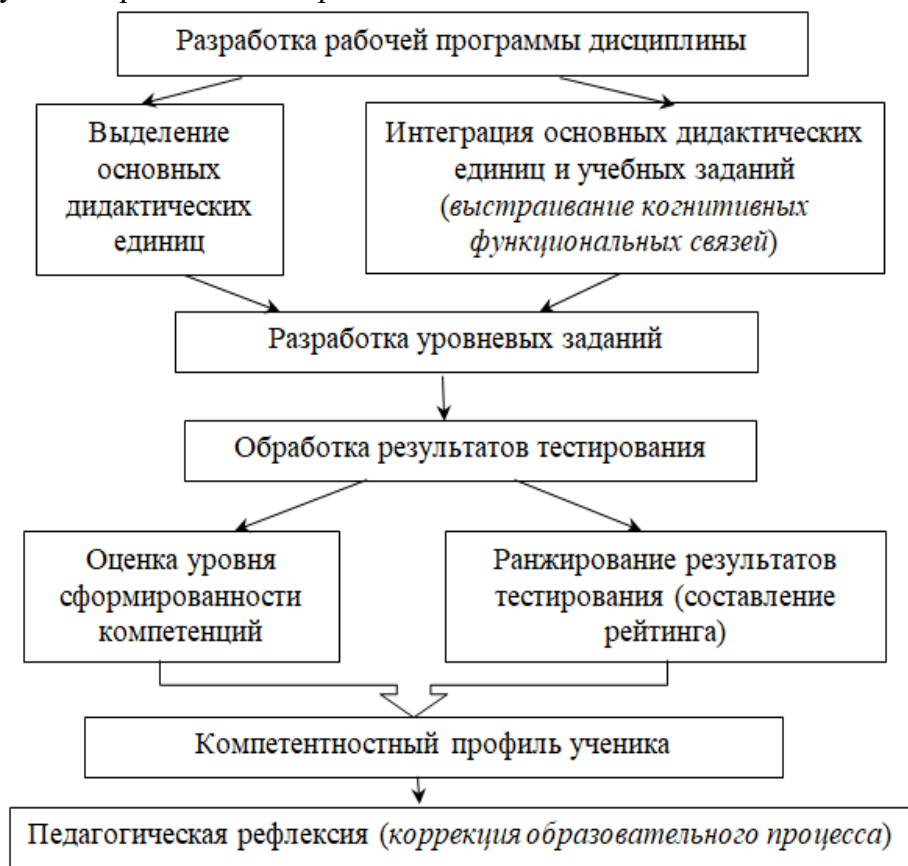 Разработка рабочей программы дисциплины
Выделение
основных
дидактических
единиц
Интеграция основных дидактических
единиц и учебных заданий
(выстраивание когнитивных
функциональных связей)
Разработка уровневых заданий
Обработка результатов тестирования
Оценка уровня
сформированности
компетенций
Ранжирование результатов
тестирования (составление
рейтинга)
Компетентностный профиль ученика
Педагогическая рефлексия (коррекция образовательного процесса)